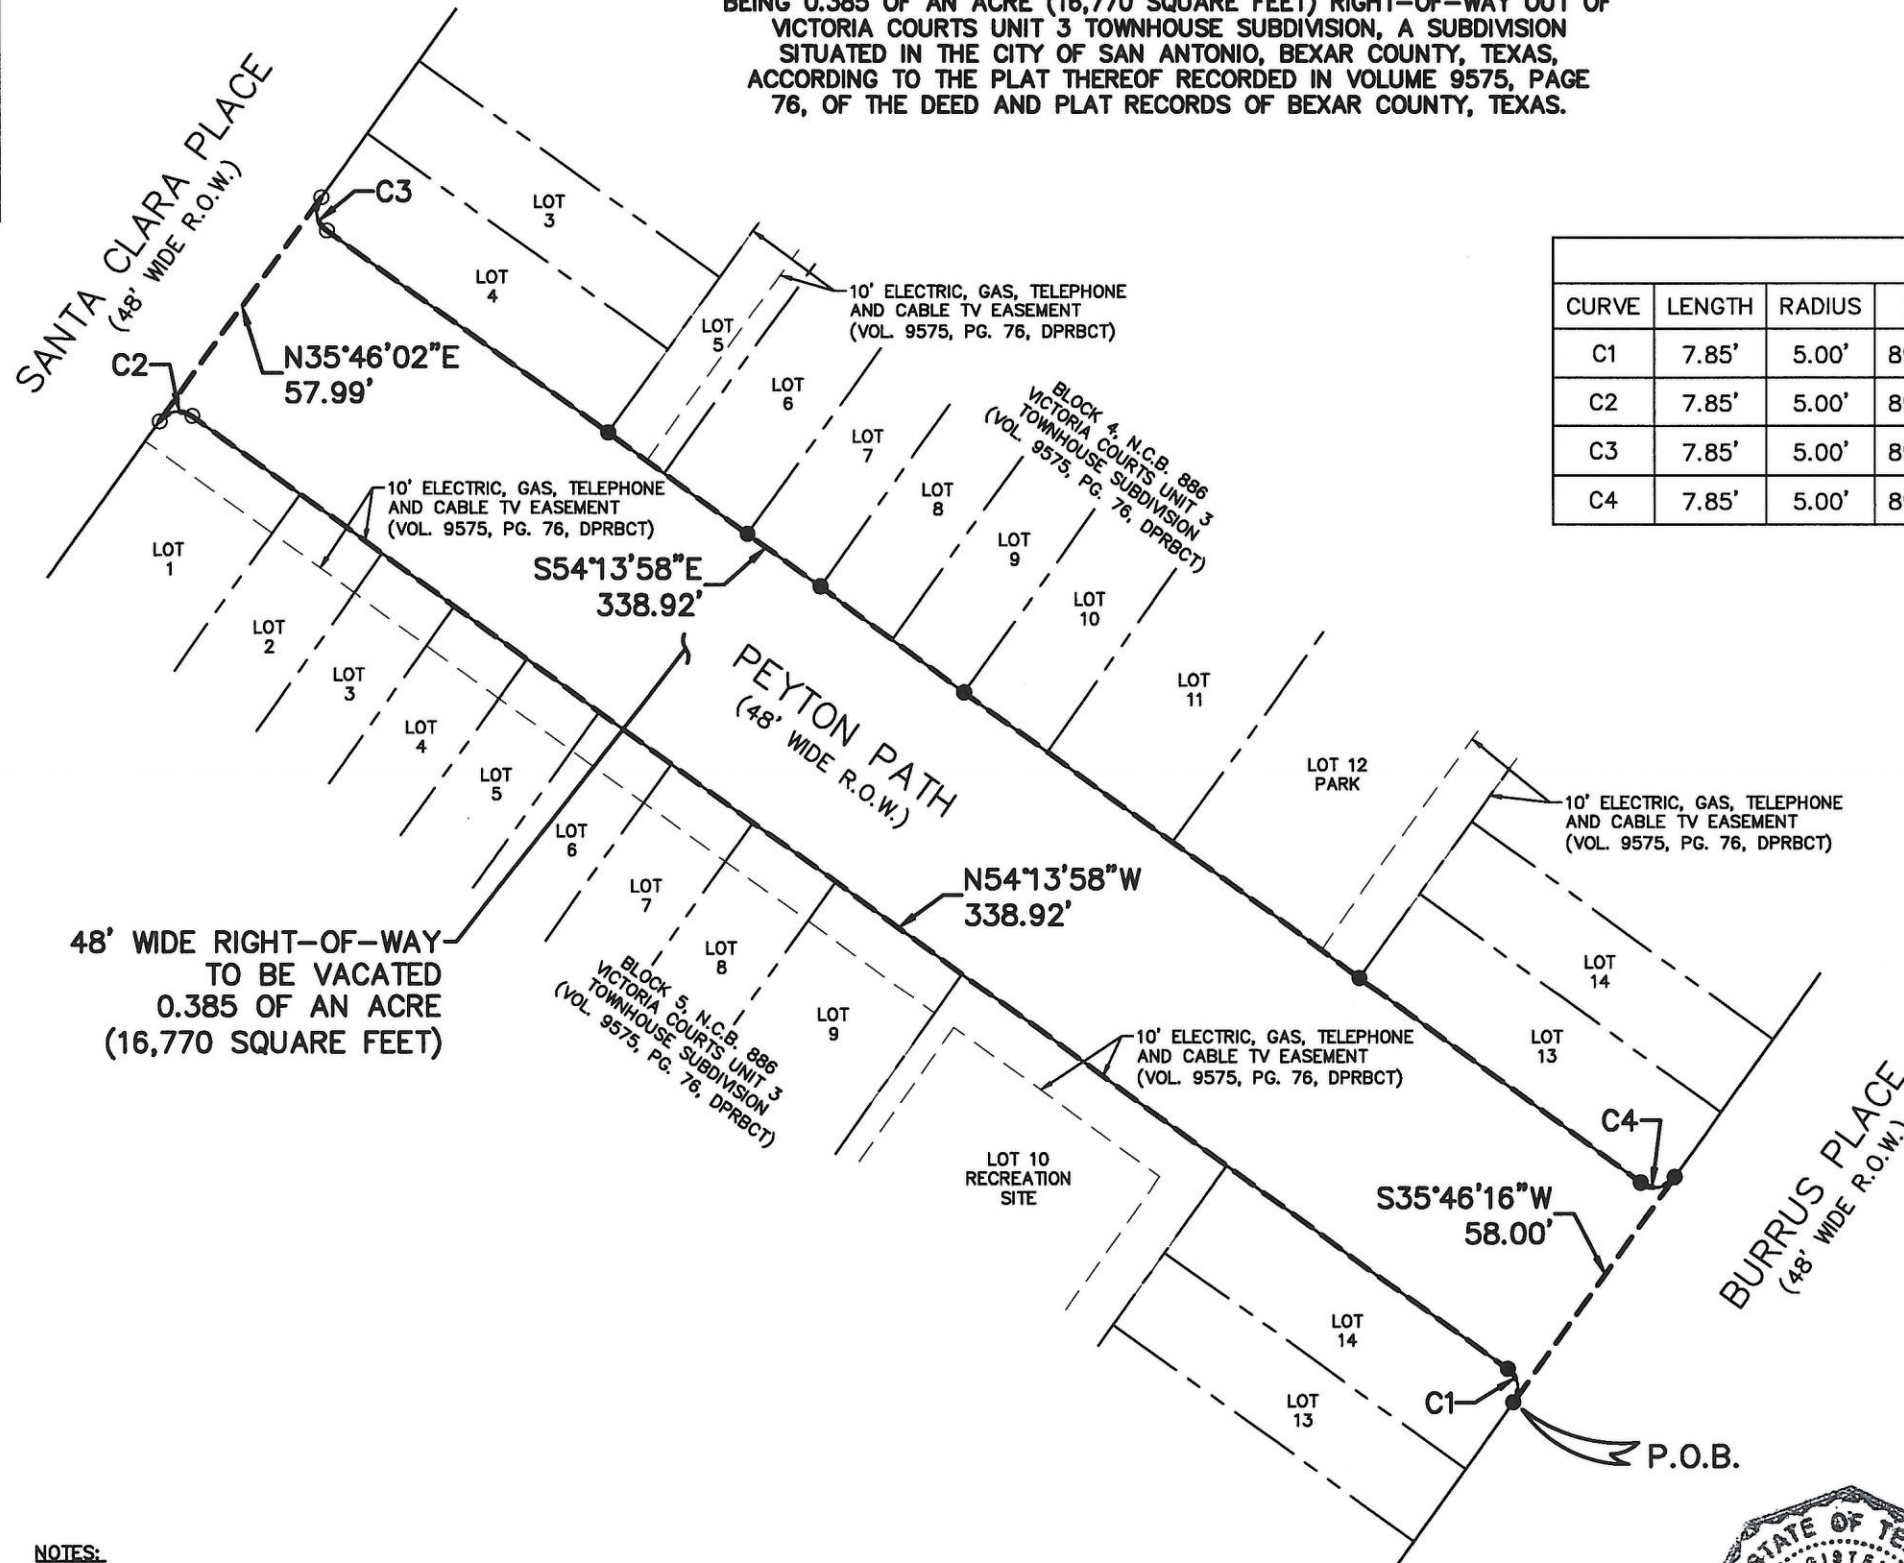 BEING 0.385 OF AN ACRE (16,770 SQUARE FEET) RIGHT-OF-WAY OUT OF
VICTORIA COURTS UNIT 3 TOWNHOUSE SUBDIVISION, A SUBDIVISION
SITUATED IN THE CITY OF SAN ANTONIO, BEXAR COUNTY, TEXAS,
ACCORDING TO THE PLAT THEREOF RECORDED IN VOLUME 9575, PAGE
76, OF THE DEED AND PLAT RECORDS OF BEXAR COUNTY, TEXAS.
SANTA CLARA PLACE
(48' WIDE R.O.W.)
C3
C2
N35°46'02"E
57.99'
LOT
3
LOT
4
LOT
5
LOT
6
LOT
7
LOT
8
LOT
9
LOT
10
LOT
11
LOT 12
PARK
10' ELECTRIC, GAS, TELEPHONE
AND CABLE TV EASEMENT
(VOL. 9575, PG. 76, DPRBCT)
BLOCK 4, N.C.B. 886
VICTORIA COURTS UNIT 3
TOWNHOUSE SUBDIVISION
(VOL. 9575, PG. 76, DPRBCT)
CURVE LENGTH RADIUS
C1 7.85' 5.00' 8
C2 7.85' 5.00' 8
C3 7.85' 5.00' 8
C4 7.85' 5.00' 8
10' ELECTRIC, GAS, TELEPHONE
AND CABLE TV EASEMENT
(VOL. 9575, PG. 76, DPRBCT)
S54°13'58"E
338.92'
LOT
1
LOT
2
LOT
3
LOT
4
LOT
5
LOT
6
LOT
7
LOT
8
LOT
9
PEYTON PATH
(48' WIDE R.O.W.)
N54°13'58"W
338.92'
48' WIDE RIGHT-OF-WAY
TO BE VACATED
0.385 OF AN ACRE
(16,770 SQUARE FEET)
BLOCK 5, N.C.B. 886
VICTORIA COURTS UNIT 3
TOWNHOUSE SUBDIVISION
(VOL. 9575, PG. 76, DPRBCT)
10' ELECTRIC, GAS, TELEPHONE
AND CABLE TV EASEMENT
(VOL. 9575, PG. 76, DPRBCT)
LOT
14
LOT
13
10' ELECTRIC, GAS, TELEPHONE
AND CABLE TV EASEMENT
(VOL. 9575, PG. 76, DPRBCT)
LOT 10
RECREATION
SITE
C4
S35°46'16"W
58.00'
BURRUS PLACE
(48' WIDE R.O.W.)
LOT
14
LOT
13
C1
P.O.B.
NOTES:
STATE OF TE